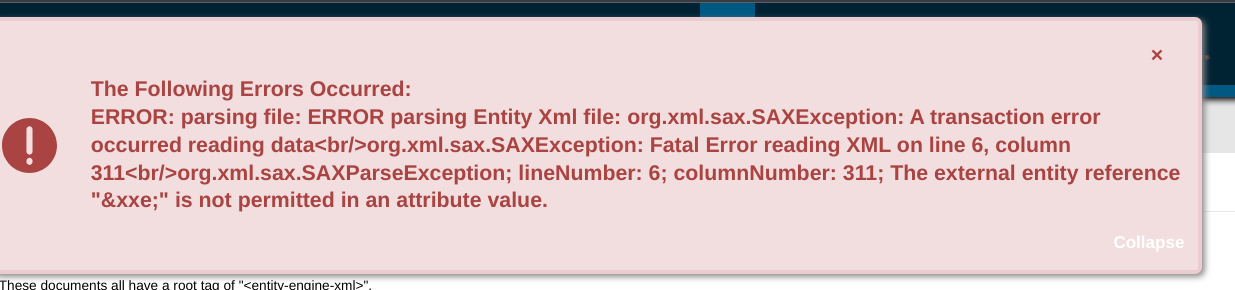 ×
The Following Errors Occurred:
ERROR: parsing file: ERROR parsing Entity Xml file: org.xml.sax.SAXException: A transaction error
occurred reading data<br/>org.xml.sax.SAXException: Fatal Error reading XML on line 6, column
311<br/>org.xml.sax.SAXParseException; lineNumber: 6; columnNumber: 311; The external entity reference
"&xxe;" is not permitted in an attribute value.
Collapse
These documents all have a root tag of "<entity-engine-xml>".